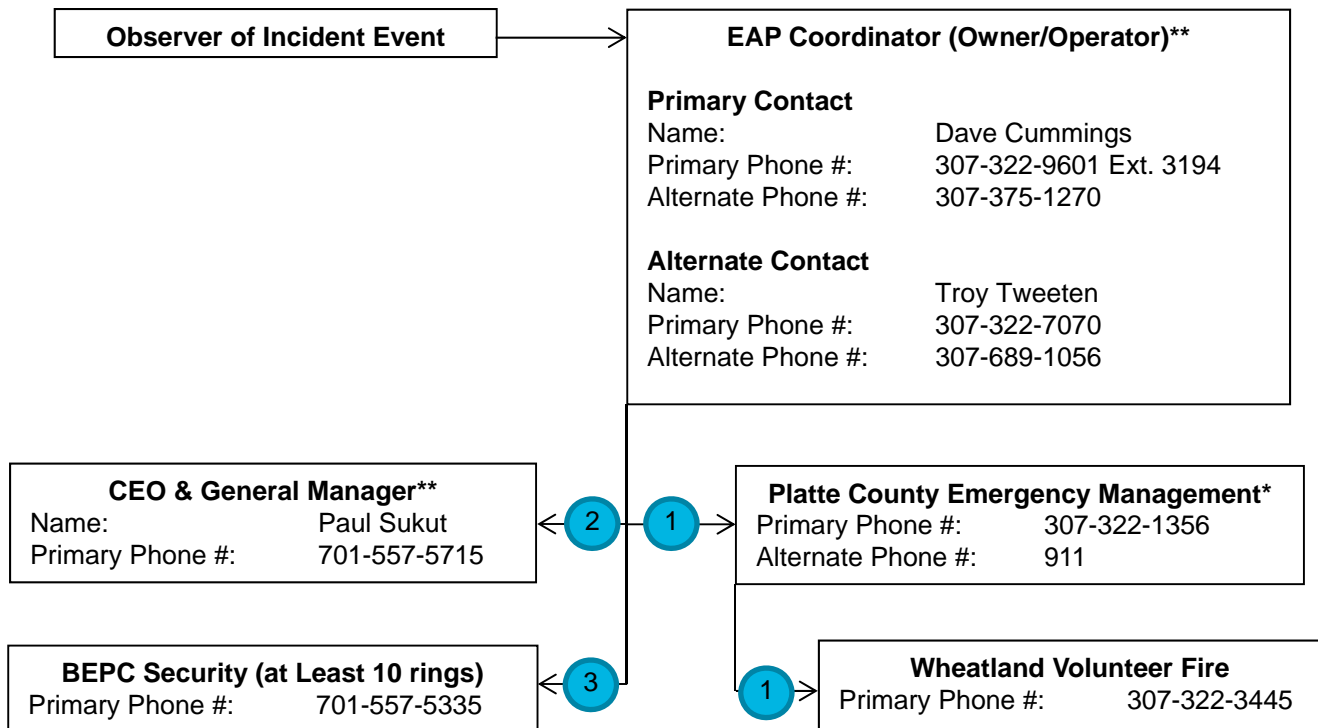 Observer of Incident Event
EAP Coordinator (Owner/Operator)**
Primary Contact
Name: Dave Cummings
Primary Phone #: 307-322-9601 Ext. 3194
Alternate Phone #: 307-375-1270
Alternate Contact
Name: Troy Tweeten
Primary Phone #: 307-322-7070
Alternate Phone #: 307-689-1056
CEO & General Manager**
Name: Paul Sukut
Primary Phone #: 701-557-5715
2
1
Platte County Emergency Management*
Primary Phone #: 307-322-1356
Alternate Phone #: 911
BEPC Security (at Least 10 rings)
Primary Phone #: 701-557-5335
3
1
Wheatland Volunteer Fire
Primary Phone #: 307-322-3445